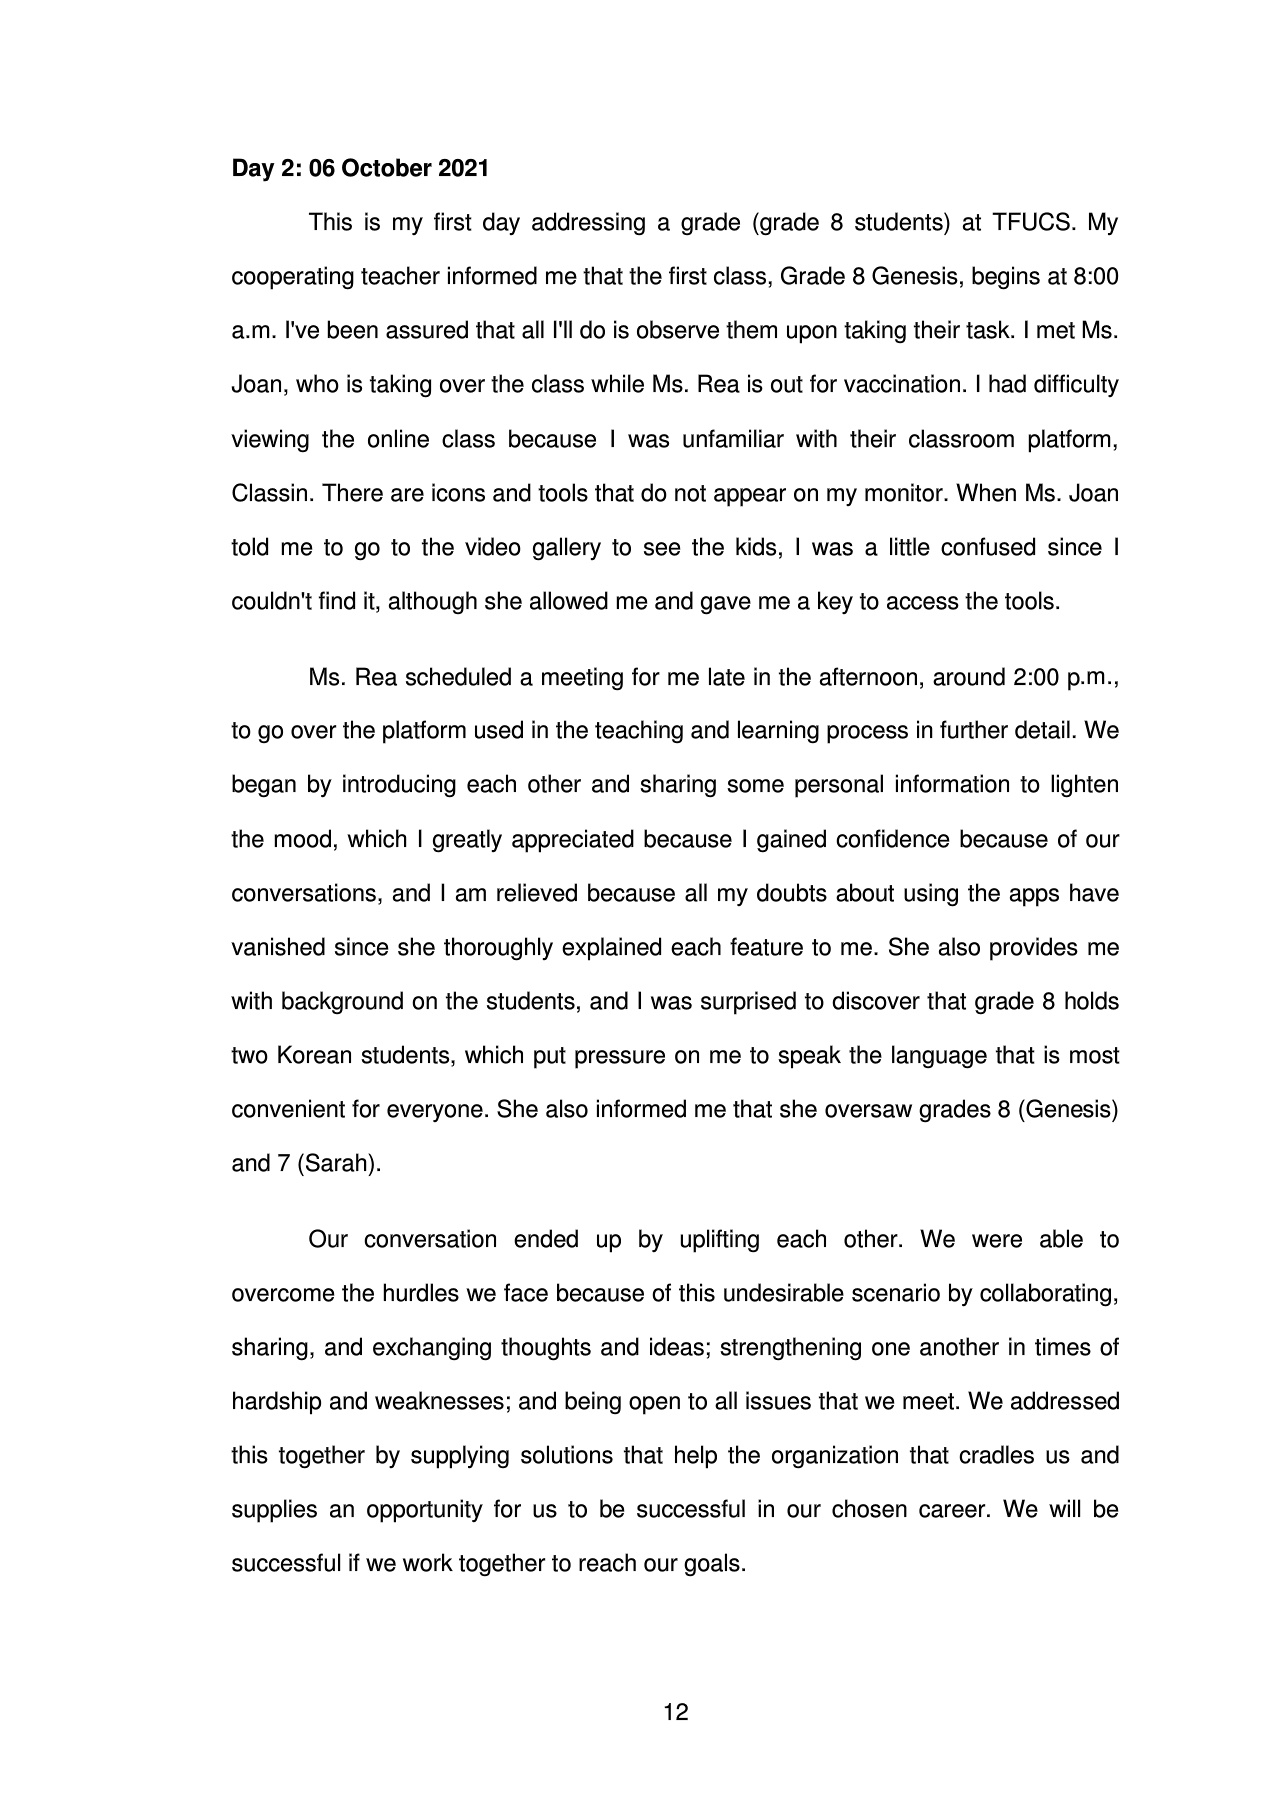 Day 2: 06 October 2021
This is my first day addressing a grade (grade 8 students) at TFUCS. My
cooperating teacher informed me that the first class, Grade 8 Genesis, begins at 8:00
a.m. I've been assured that all I'll do is observe them upon taking their task. I met Ms.
Joan, who is taking over the class while Ms. Rea is out for vaccination. I had difficulty
viewing the online class because I was unfamiliar with their classroom platform,
Classin. There are icons and tools that do not appear on my monitor. When Ms. Joan
told me to go to the video gallery to see the kids, I was a little confused since I
couldn't find it, although she allowed me and gave me a key to access the tools.
Ms. Rea scheduled a meeting for me late in the afternoon, around 2:00 p.m.,
to go over the platform used in the teaching and learning process in further detail. We
began by introducing each other and sharing some personal information to lighten
the mood, which I greatly appreciated because I gained confidence because of our
conversations, and I am relieved because all my doubts about using the apps have
vanished since she thoroughly explained each feature to me. She also provides me
with background on the students, and I was surprised to discover that grade 8 holds
two Korean students, which put pressure on me to speak the language that is most
convenient for everyone. She also informed me that she oversaw grades 8 (Genesis)
and 7 (Sarah).
Our conversation ended up by uplifting each other. We were able to
overcome the hurdles we face because of this undesirable scenario by collaborating,
sharing, and exchanging thoughts and ideas; strengthening one another in times of
hardship and weaknesses; and being open to all issues that we meet. We addressed
this together by supplying solutions that help the organization that cradles us and
supplies an opportunity for us to be successful in our chosen career. We will be
successful if we work together to reach our goals.
12